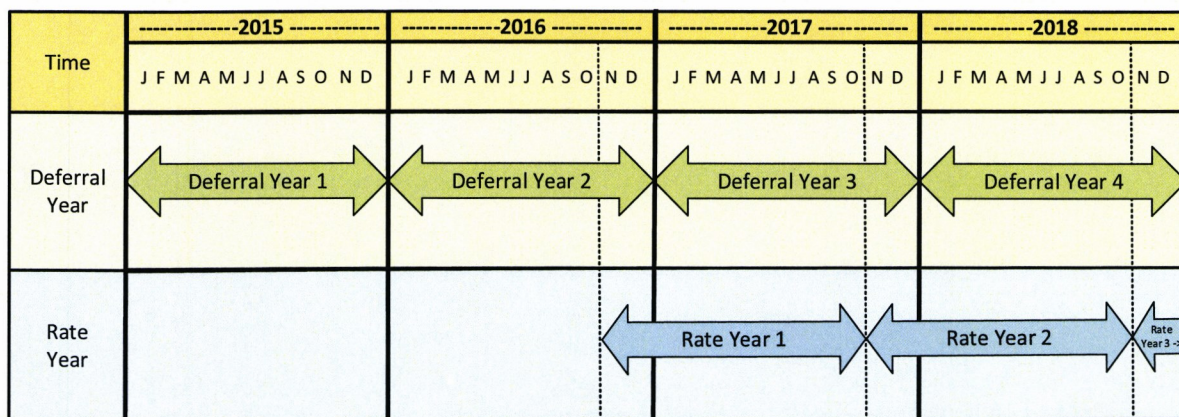 Time
------------2015 ------------
------------2016 ------------
------------2017 ------------
------------2018 ------------
J F M A M J J A S O N D
J F M A M J J A S O N D
J F M A M J J A S O N D
J F M A M J J A S O N D
Deferral
Year
Deferral Year 1
Deferral Year 2
Deferral Year 3
Deferral Year 4
Rate
Year
Rate Year 1
Rate Year 2
Rate
Year 3 ->